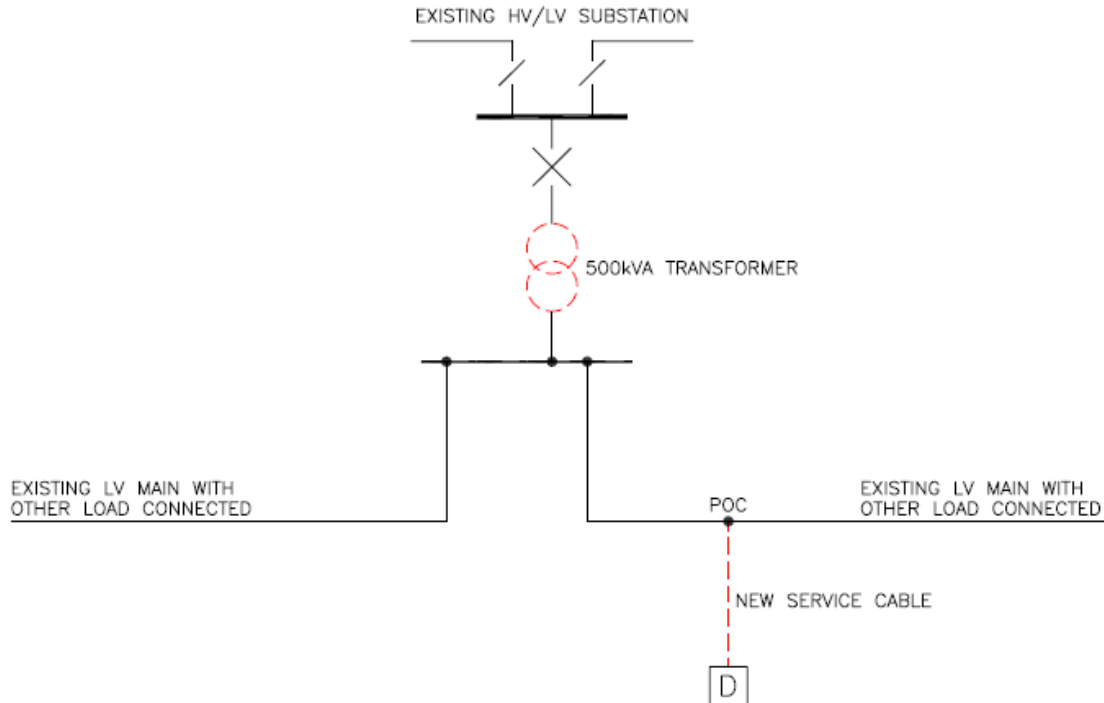 EXISTING HV/LV SUBSTATION
500kVA TRANSFORMER
EXISTING LV MAIN WITH
OTHER LOAD CONNECTED
POC
EXISTING LV MAIN WITH
OTHER LOAD CONNECTED
NEW SERVICE CABLE
D